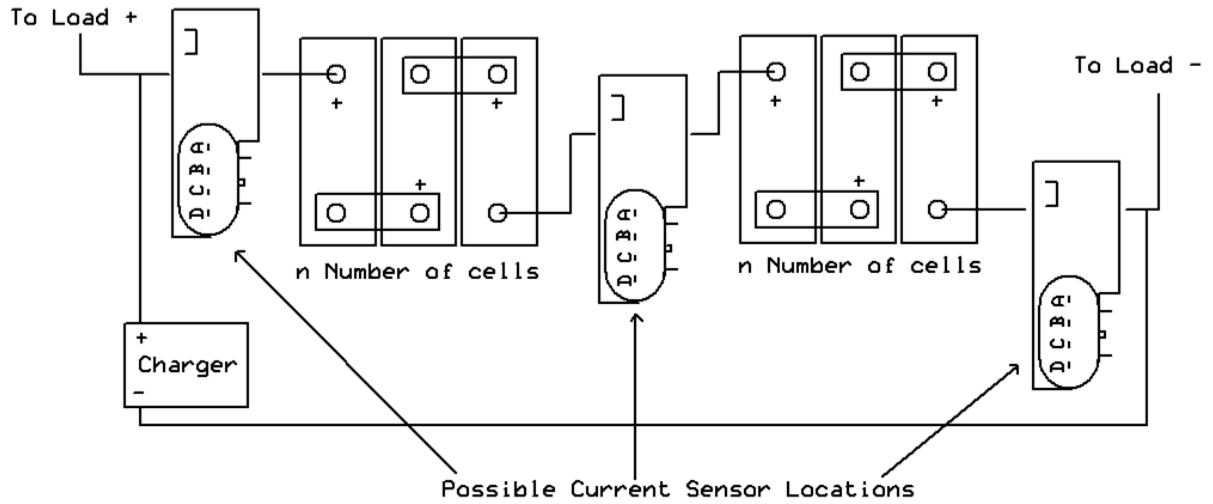 To Load +
To Load -
+
+
+
+
+
+
A
B
C
D
A
B
C
D
A
B
C
D
n Number of cells
n Number of cells
+
Charger
-
Possible Current Sensor Locations